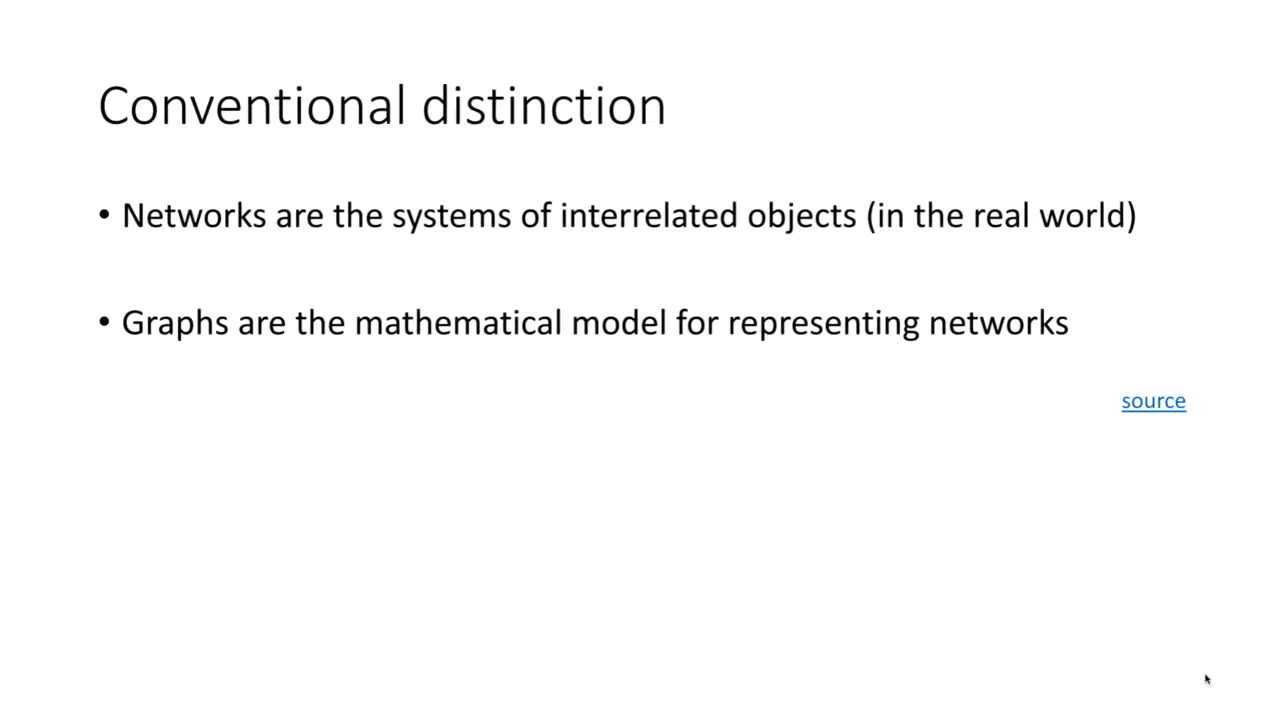 Conventional distinction
• Networks are the systems of interrelated objects (in the real world)
• Graphs are the mathematical model for representing networks
source